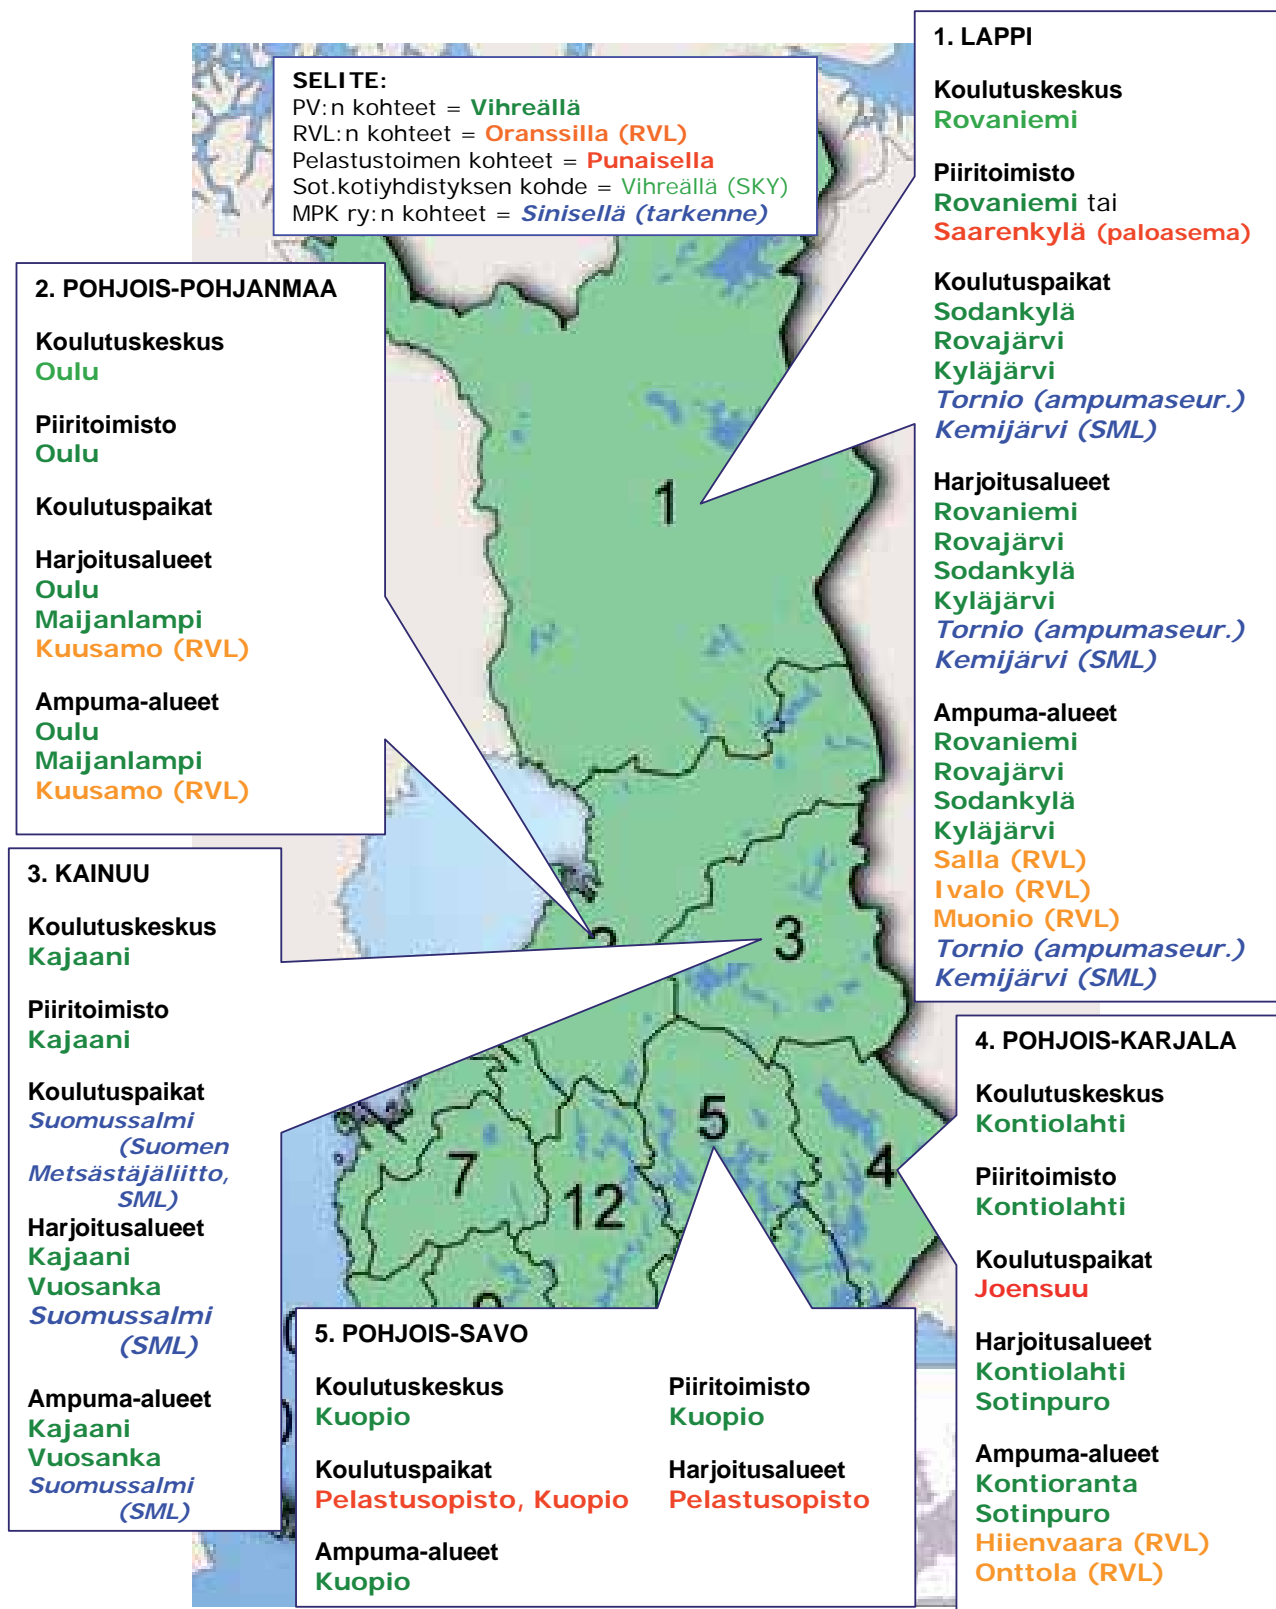 SELITE:
PV:n kohteet = Vihreällä
RVL:n kohteet = Oranssilla (RVL)
Pelastustoimen kohteet = Punaisella
Sot.kotiyhdistyksen kohde = Vihreällä (SKY)
MPK ry:n kohteet = Sinisellä (tarkenne)
1. LAPPI
Koulutuskeskus
Rovaniemi
Piiritoimisto
Rovaniemi tai
Saarenkylä (paloasema)
Koulutuspaikat
Sodankylä
Rovajärvi
Kyläjärvi
Tornio (ampumaseur.)
Kemijärvi (SML)
Harjoitusalueet
Rovaniemi
Rovajärvi
Sodankylä
Kyläjärvi
Tornio (ampumaseur.)
Kemijärvi (SML)
Ampuma-alueet
Rovaniemi
Rovajärvi
Sodankylä
Kyläjärvi
Salla (RVL)
Ivalo (RVL)
Muonio (RVL)
Tornio (ampumaseur.)
Kemijärvi (SML)
2. POHJOIS-POHJANMAA
Koulutuskeskus
Oulu
Piiritoimisto
Oulu
Koulutuspaikat
Harjoitusalueet
Oulu
Maijanlampi
Kuusamo (RVL)
Ampuma-alueet
Oulu
Maijanlampi
Kuusamo (RVL)
3. KAINUU
Koulutuskeskus
Kajaani
Piiritoimisto
Kajaani
Koulutuspaikat
Suomussalmi
(Suomen
Metsästäjäliitto,
SML)
Harjoitusalueet
Kajaani
Vuosanka
Suomussalmi
(SML)
Ampuma-alueet
Kajaani
Vuosanka
Suomussalmi
(SML)
4. POHJOIS-KARJALA
Koulutuskeskus
Kontiolahti
Piiritoimisto
Kontiolahti
Koulutuspaikat
Joensuu
Harjoitusalueet
Kontiolahti
Sotinpuro
Ampuma-alueet
Kontioranta
Sotinpuro
Hiienvaara (RVL)
Onttola (RVL)
5. POHJOIS-SAVO
Koulutuskeskus
Kuopio
Piiritoimisto
Kuopio
Koulutuspaikat
Pelastusopisto, Kuopio
Harjoitusalueet
Pelastusopisto
Ampuma-alueet
Kuopio
1
3
5
4
7
12